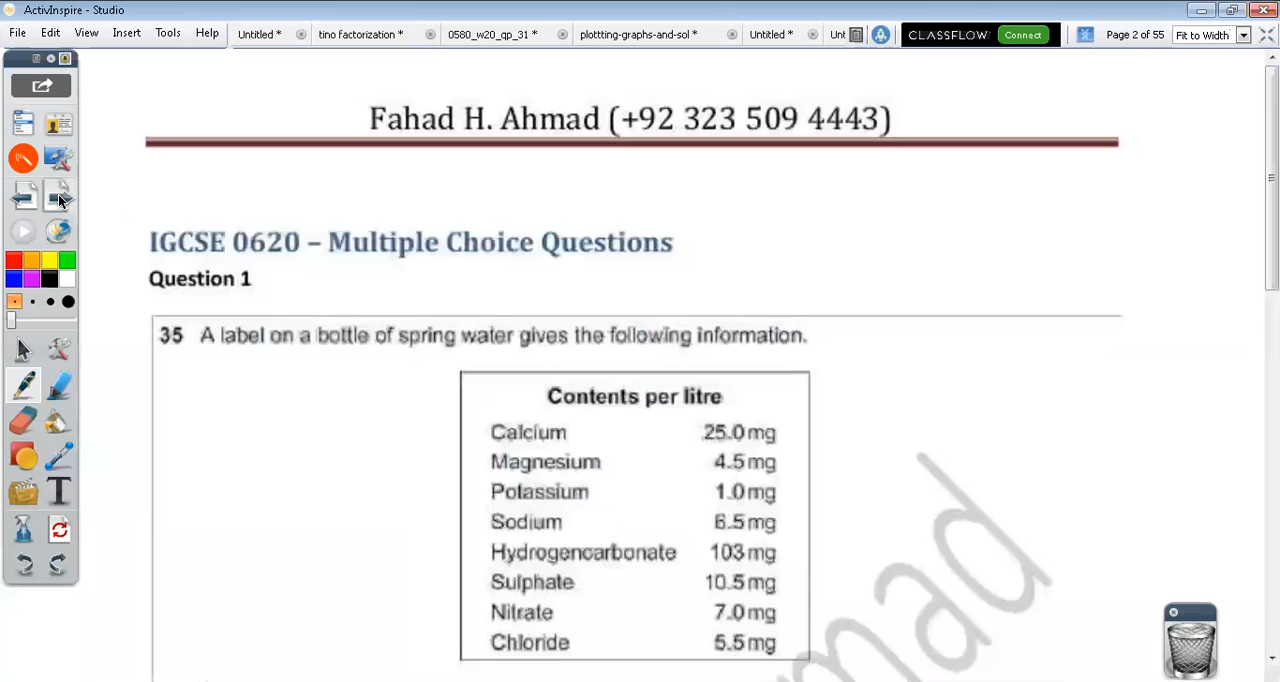 ActivInspire - Studio
File Edit View Insert Tools Help Untitled * tino factorization * 0580_w20_qp_31 * plottting-graphs-and-sol * Untitled * Unt CLASSFLOW Connect Page 2 of 55 Fit to Width
Fahad H. Ahmad (+92 323 509 4443)
IGCSE 0620 – Multiple Choice Questions
Question 1
35 A label on a bottle of spring water gives the following information.
Contents per litre
Calcium 25.0 mg
Magnesium 4.5 mg
Potassium 1.0 mg
Sodium 6.5 mg
Hydrogencarbonate 103 mg
Sulphate 10.5 mg
Nitrate 7.0 mg
Chloride 5.5 mg
T